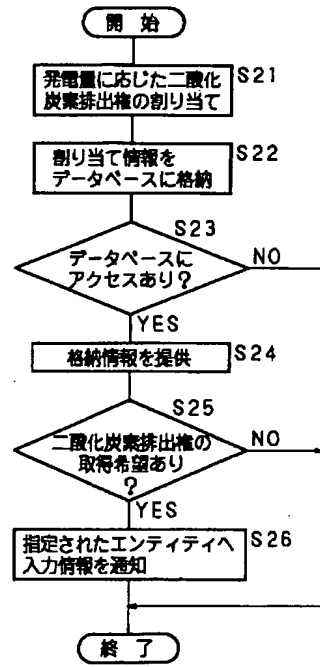 開始
発電量に応じた二酸化
炭素排出権の割り当て
S21
割り当て情報を
データベースに格納
S22
S23
データベースに
アクセスあり?
NO
YES
格納情報を提供
S24
S25
二酸化炭素排出権の
取得希望あり
?
NO
YES
指定されたエンティティへ
入力情報を通知
S26
終了